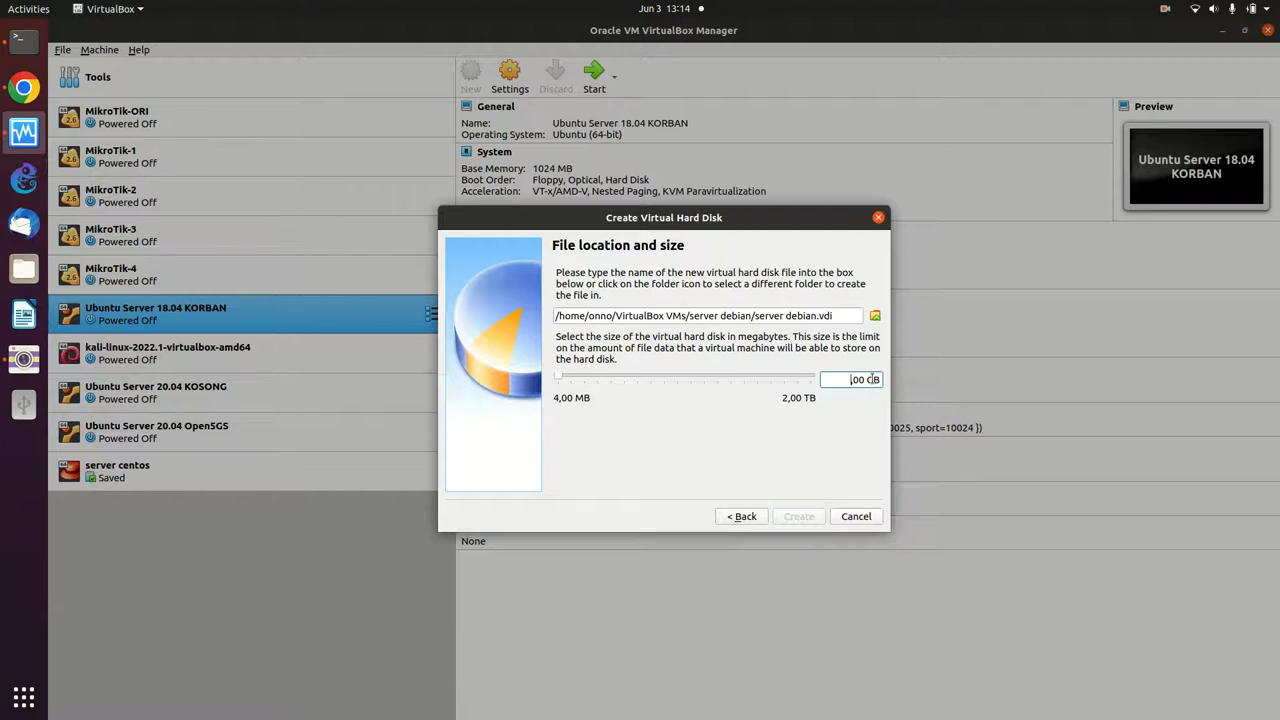 Activities
VirtualBox
Jun 3 13:14
Oracle VM VirtualBox Manager
File Machine Help
Tools
New
Settings
Discard
Start
MikroTik-ORI
Powered Off
MikroTik-1
Powered Off
MikroTik-2
Powered Off
MikroTik-3
Powered Off
MikroTik-4
Powered Off
Ubuntu Server 18.04 KORBAN
Powered Off
kali-linux-2022.1-virtualbox-amd64
Powered Off
Ubuntu Server 20.04 KOSONG
Powered Off
Ubuntu Server 20.04 Open5GS
Powered Off
server centos
Saved
General
Name: Ubuntu Server 18.04 KORBAN
Operating System: Ubuntu (64-bit)
System
Base Memory: 1024 MB
Boot Order: Floppy, Optical, Hard Disk
Acceleration: VT-x/AMD-V, Nested Paging, KVM Paravirtualization
Preview
Ubuntu Server 18.04
KORBAN
Create Virtual Hard Disk
File location and size
Please type the name of the new virtual hard disk file into the box
below or click on the folder icon to select a different folder to create
the file in.
/home/onno/VirtualBox VMs/server debian/server debian.vdi
Select the size of the virtual hard disk in megabytes. This size is the limit
on the amount of file data that a virtual machine will be able to store on
the hard disk.
,00 GB
4,00 MB
2,00 TB
0025, sport=10024 })
< Back
Create
Cancel
None